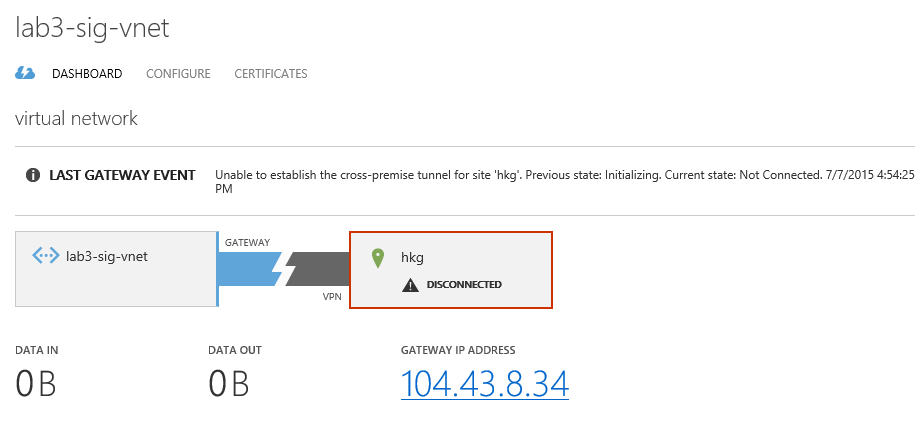 lab3-sig-vnet
DASHBOARD CONFIGURE CERTIFICATES
virtual network
LAST GATEWAY EVENT Unable to establish the cross-premise tunnel for site 'hkg'. Previous state: Initializing. Current state: Not Connected. 7/7/2015 4:54:25
PM
GATEWAY
lab3-sig-vnet hkg
DISCONNECTED
VPN
DATA IN DATA OUT GATEWAY IP ADDRESS
0 B 0 B 104.43.8.34